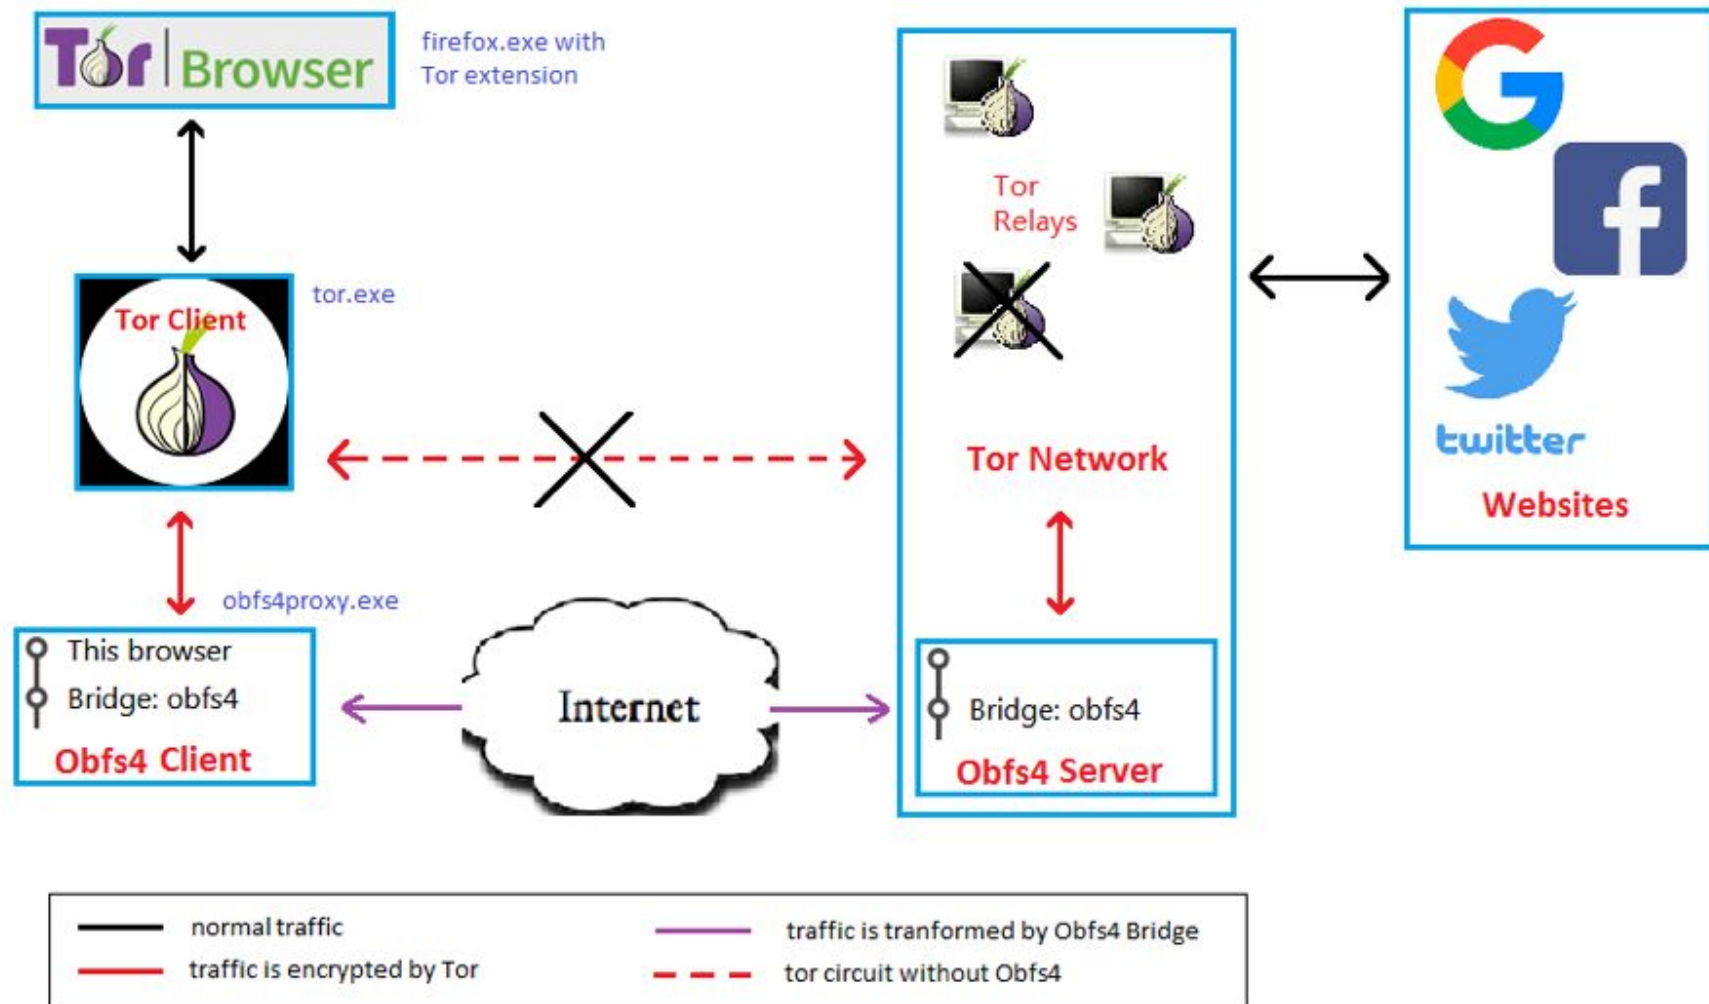 Tor Browser
firefox.exe with
Tor extension
Tor Client
tor.exe
obfs4proxy.exe
This browser
Bridge: obfs4
Obfs4 Client
Internet
Tor
Relays
Tor Network
Bridge: obfs4
Obfs4 Server
G
f
twitter
Websites
normal traffic
traffic is encrypted by Tor
traffic is tranformed by Obfs4 Bridge
tor circuit without Obfs4